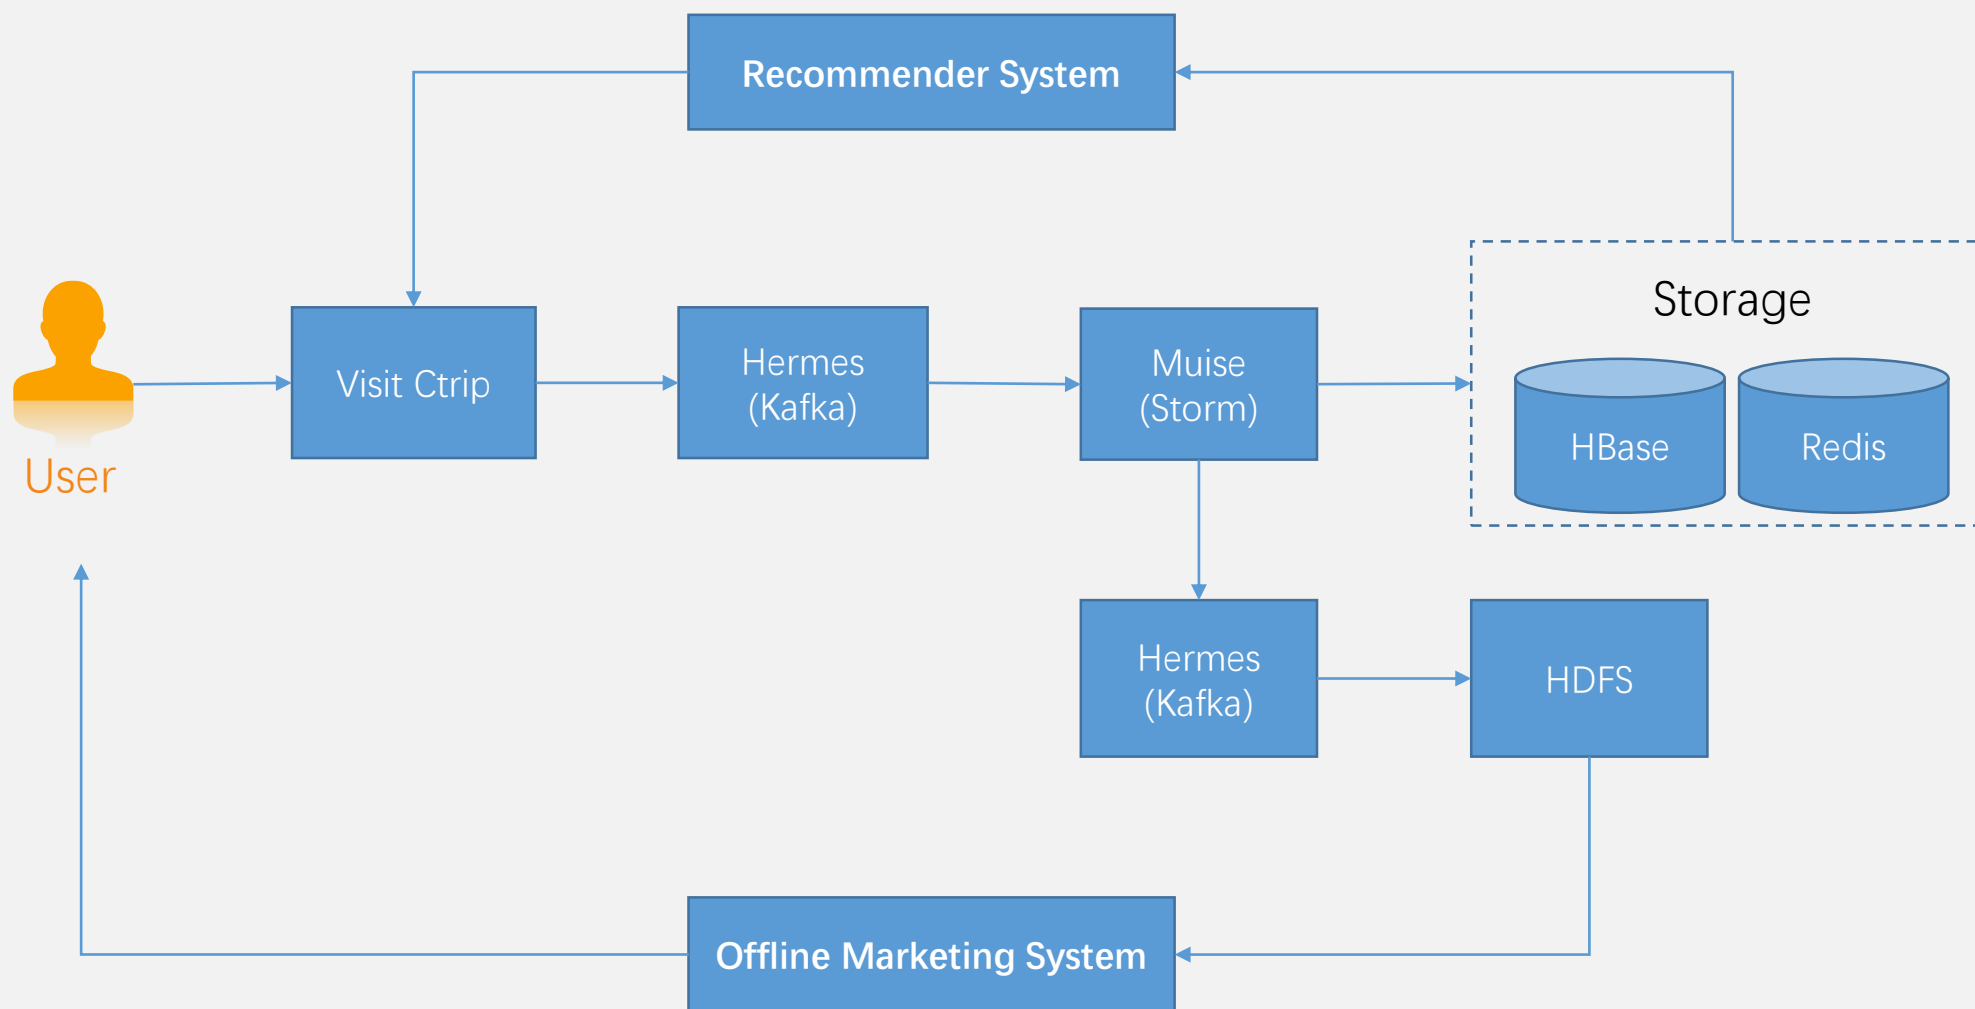 Recommender System
Storage
User
Visit Ctrip
Hermes
(Kafka)
Muise
(Storm)
HBase
Redis
Hermes
(Kafka)
HDFS
Offline Marketing System